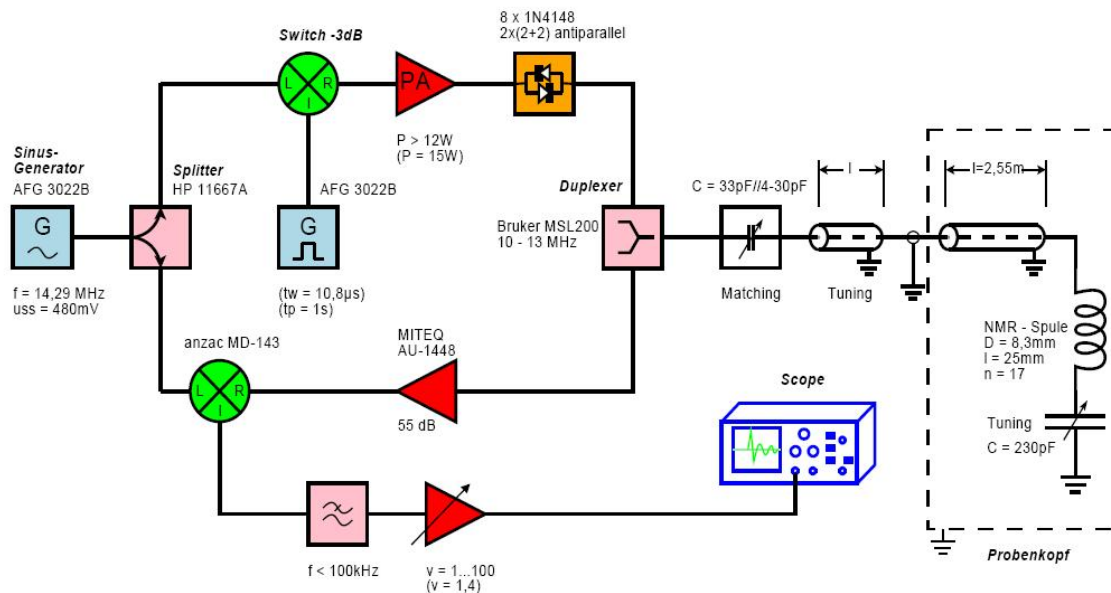 8 x 1N4148
2x(2+2) antiparallel
Switch -3dB
L
R
I
PA
P > 12W
(P = 15W)
Sinus-
Generator
AFG 3022B
G
f = 14,29 MHz
uss = 480mV
Splitter
HP 11667A
AFG 3022B
G
(tw = 10,8µs)
(tp = 1s)
Duplexer
Bruker MSL200
10 - 13 MHz
C = 33pF//4-30pF
Matching
l
Tuning
l=2,55m
NMR - Spule
D = 8,3mm
l = 25mm
n = 17
Tuning
C = 230pF
Probenkopf
anzac MD-143
L
R
I
MITEQ
AU-1448
55 dB
Scope
f < 100kHz
v = 1...100
(v = 1,4)